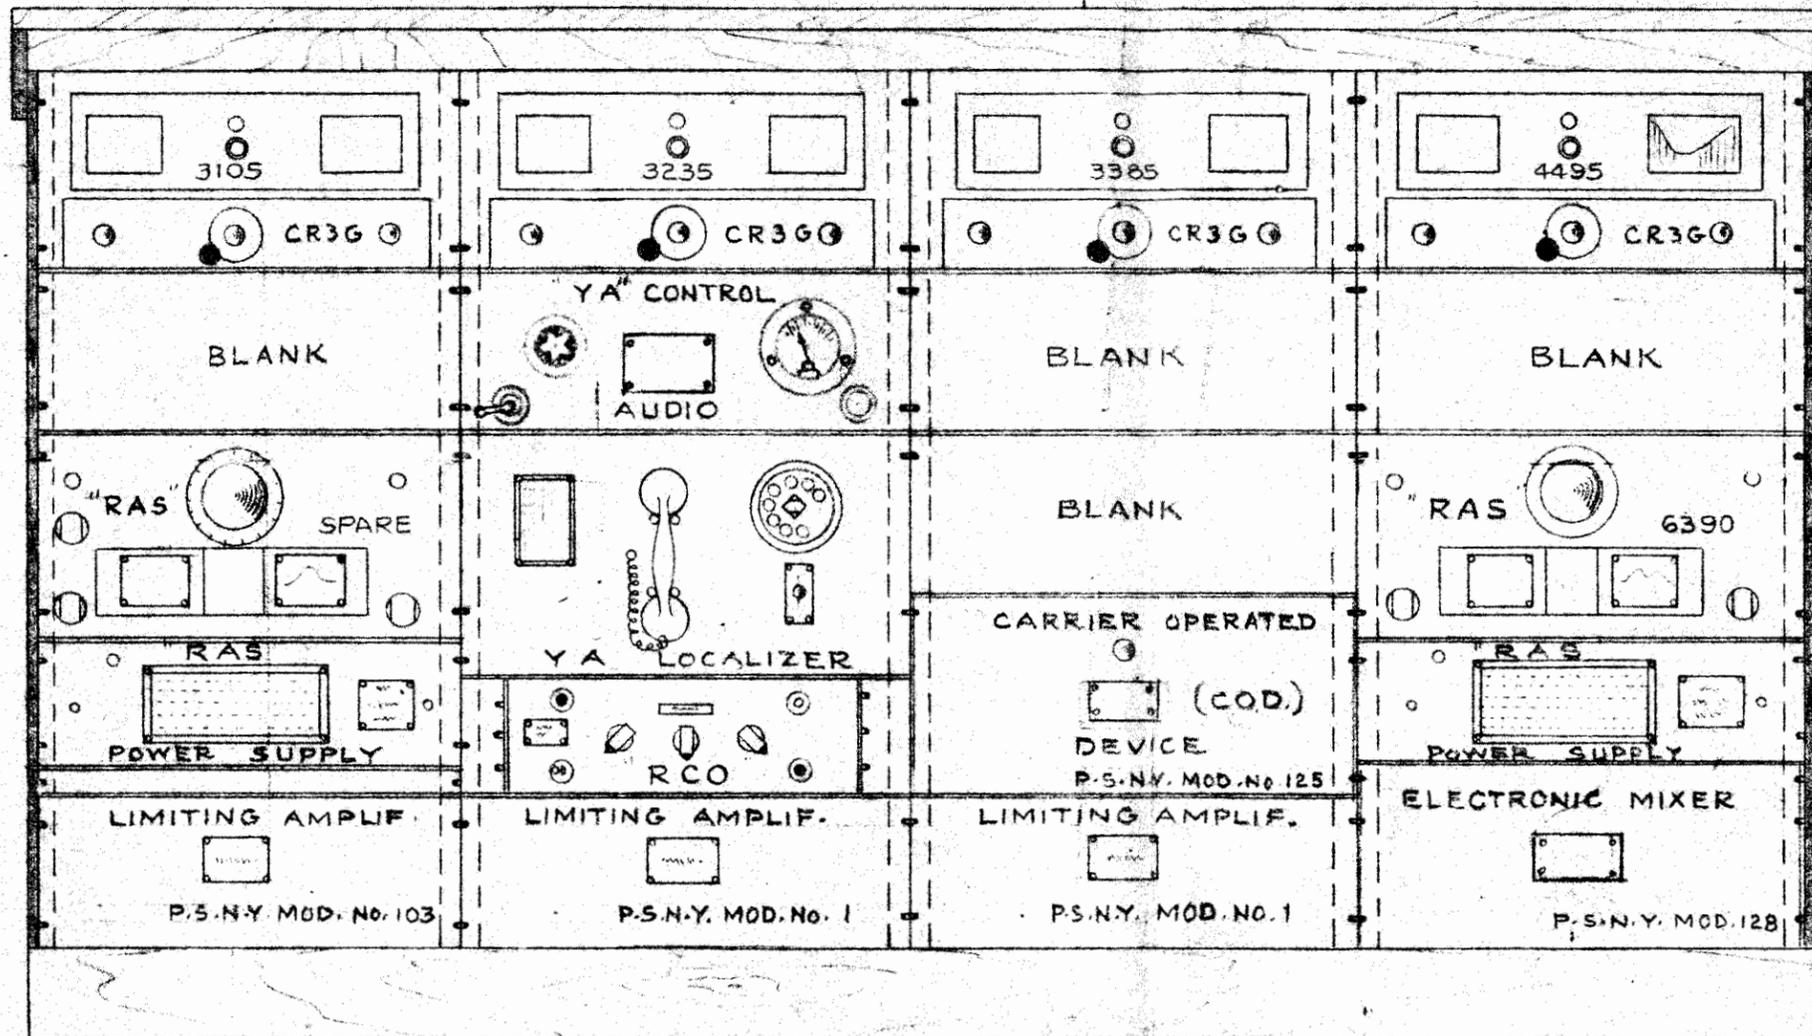 3105
CR3G
BLANK
"RAS"
SPARE
"RAS
POWER SUPPLY
LIMITING AMPLIF.
P.S.N.Y. MOD. No. 103
3235
CR3G
"YA" CONTROL
AUDIO
YA LOCALIZER
RCO
LIMITING AMPLIF.
P.S.N.Y. MOD. No. 1
3385
CR3G
BLANK
BLANK
CARRIER OPERATED
(C.O.D.)
DEVICE
P.S.N.Y. MOD. No 125
LIMITING AMPLIF.
P.S.N.Y. MOD. NO. 1
4495
CR3G
BLANK
"RAS
6390
"RAS
POWER SUPPLY
ELECTRONIC MIXER
P.S.N.Y. MOD. 128